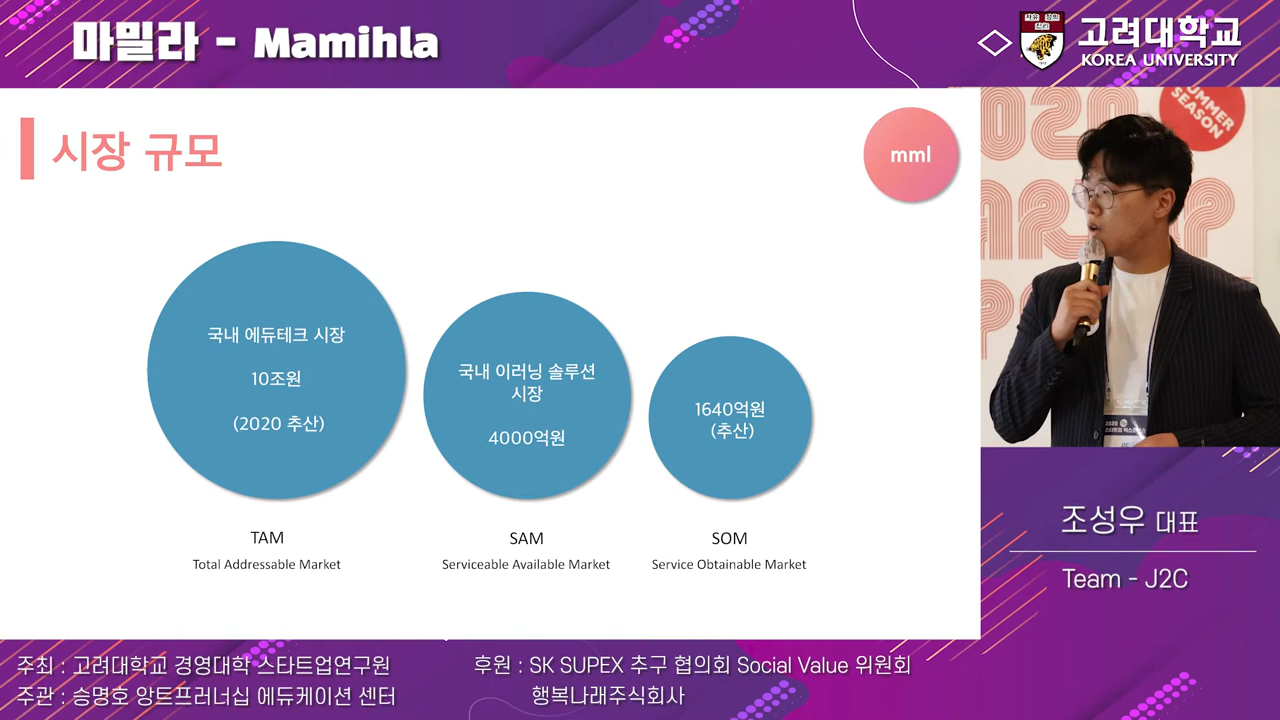 마밀라 - Mamihla
고려대학교
KOREA UNIVERSITY
시장 규모
mml
국내 에듀테크 시장
10조원
(2020 추산)
국내 이러닝 솔루션
시장
4000억원
1640억원
(추산)
TAM
Total Addressable Market
SAM
Serviceable Available Market
SOM
Service Obtainable Market
2020
SUMMER
SEASON
2020
조성우 대표
Team - J2C
주최 : 고려대학교 경영대학 스타트업연구원
주관 : 승명호 앙트프러너십 에듀케이션 센터
후원 : SK SUPEX 추구 협의회 Social Value 위원회
행복나래주식회사